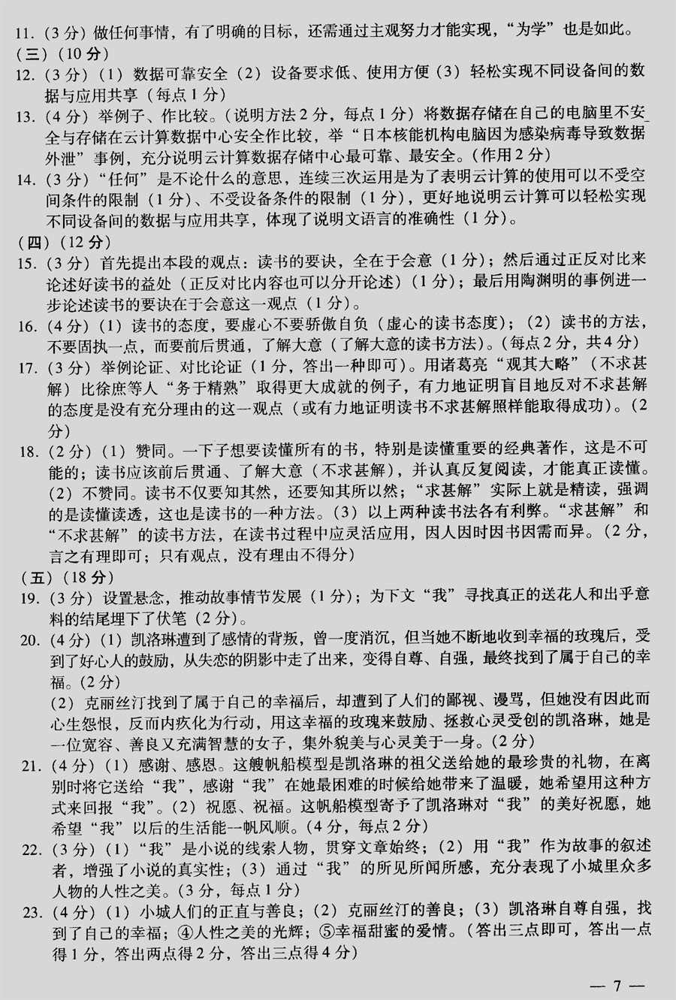 11.（3 分）做任何事情，有了明确的目标，还需通过主观努力才能实现，“为学”也是如此。
（三）（10 分）
12.（3 分）（1）数据可靠安全（2）设备要求低、使用方便（3）轻松实现不同设备间的数
据与应用共享（每点 1 分）
13.（4 分）举例子、作比较。（说明方法 2 分，每点 1 分）将数据存储在自己的电脑里不安
全与存储在云计算数据中心安全作比较，举“日本核能机构电脑因为感染病毒导致数据
外泄”事例，充分说明云计算数据存储中心最可靠、最安全。（作用 2 分）
14.（3 分）“任何”是不论什么的意思，连续三次运用是为了表明云计算的使用可以不受空
间条件的限制（1 分）、不受设备条件的限制（1 分），更好地说明云计算可以轻松实现
不同设备间的数据与应用共享，体现了说明文语言的准确性（1 分）。
（四）（12 分）
15.（3 分）首先提出本段的观点：读书的要诀，全在于会意（1 分）；然后通过正反对比来
论述好读书的益处（正反对比内容也可以分开论述）（1 分）；最后用陶渊明的事例进一
步论述读书的要诀在于会意这一观点（1 分）。
16.（4 分）（1）读书的态度，要虚心不要骄傲自负（虚心的读书态度）；（2）读书的方法，
不要固执一点，而要前后贯通，了解大意（了解大意的读书方法）。（每点 2 分，共 4 分）
17.（3 分）举例论证、对比论证（1 分，答出一种即可）。用诸葛亮“观其大略”（不求甚
解）比徐庶等人“务于精熟”取得更大成就的例子，有力地证明盲目地反对不求甚解
的态度是没有充分理由的这一观点（或有力地证明读书不求甚解照样能取得成功）。（2
分）
18.（2 分）（1）赞同。一下子想要读懂所有的书，特别是读懂重要的经典著作，这是不可
能的；读书应该前后贯通、了解大意（不求甚解），并认真反复阅读，才能真正读懂。
（2）不赞同。读书不仅要知其然，还要知其所以然；“求甚解”实际上就是精读，强调
的是读懂读透，这也是读书的一种方法。（3）以上两种读书法各有利弊。“求甚解”和
“不求甚解”的读书方法，在读书过程中应灵活应用，因人因时因书因需而异。（2 分，
言之有理即可；只有观点，没有理由不得分）
（五）（18 分）
19.（3 分）设置悬念，推动故事情节发展（1 分）；为下文“我”寻找真正的送花人和出乎意
料的结尾埋下了伏笔（2 分）。
20.（4 分）（1）凯洛琳遭到了感情的背叛，曾一度消沉，但当她不断地收到幸福的玫瑰后，受
到了好心人的鼓励，从失恋的阴影中走了出来，变得自尊、自强，最终找到了属于自己的幸
福。（2 分）
（2）克丽丝汀找到了属于自己的幸福后，却遭到了人们的鄙视、谩骂，但她没有因此而
心生怨恨，反而内疚化为行动，用这幸福的玫瑰来鼓励、拯救心灵受创的凯洛琳，她是
一位宽容、善良又充满智慧的女子，集外貌美与心灵美于一身。（2 分）
21.（4 分）（1）感谢、感恩。这艘帆船模型是凯洛琳的祖父送给她的最珍贵的礼物，在离
别时将它送给“我”，感谢“我”在她最困难的时候给她带来了温暖，她希望用这种方
式来回报“我”。（2）祝愿、祝福。这帆船模型寄予了凯洛琳对“我”的美好祝愿，她
希望“我”以后的生活能一帆风顺。（4 分，每点 2 分）
22.（3 分）（1）“我”是小说的线索人物，贯穿文章始终；（2）用“我”作为故事的叙述
者，增强了小说的真实性；（3）通过“我”的所见所闻所感，充分表现了小城里众多
人物的人性之美。（3 分，每点 1 分）
23.（4 分）（1）小城人们的正直与善良；（2）克丽丝汀的善良；（3）凯洛琳自尊自强，找
到了自己的幸福；④人性之美的光辉；⑤幸福甜蜜的爱情。（答出三点即可，答出一点
得 1 分，答出两点得 2 分，答出三点得 4 分）
— 7 —